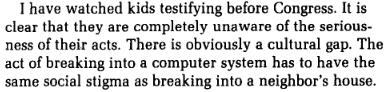 I have watched kids testifying before Congress. It is
clear that they are completely unaware of the serious-
ness of their acts. There is obviously a cultural gap. The
act of breaking into a computer system has to have the
same social stigma as breaking into a neighbor's house.